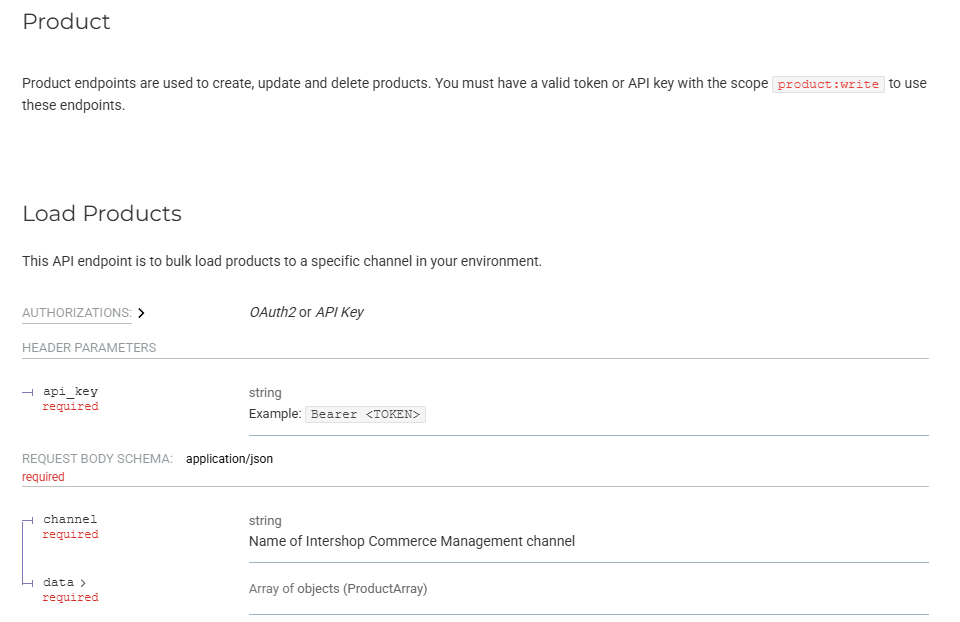 Product
Product endpoints are used to create, update and delete products. You must have a valid token or API key with the scope product:write to use
these endpoints.
Load Products
This API endpoint is to bulk load products to a specific channel in your environment.
AUTHORIZATIONS: OAuth2 or API Key
HEADER PARAMETERS
api_key string
required Example: Bearer <TOKEN>
REQUEST BODY SCHEMA: application/json
required
channel string
required Name of Intershop Commerce Management channel
data > Array of objects (ProductArray)
required